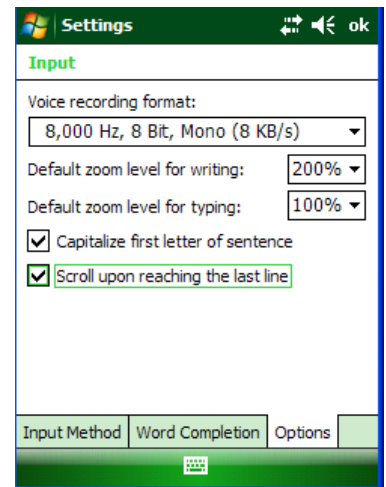 Settings ok
Input
Voice recording format:
8,000 Hz, 8 Bit, Mono (8 KB/s)
Default zoom level for writing: 200%
Default zoom level for typing: 100%
Capitalize first letter of sentence
Scroll upon reaching the last line
Input Method Word Completion Options